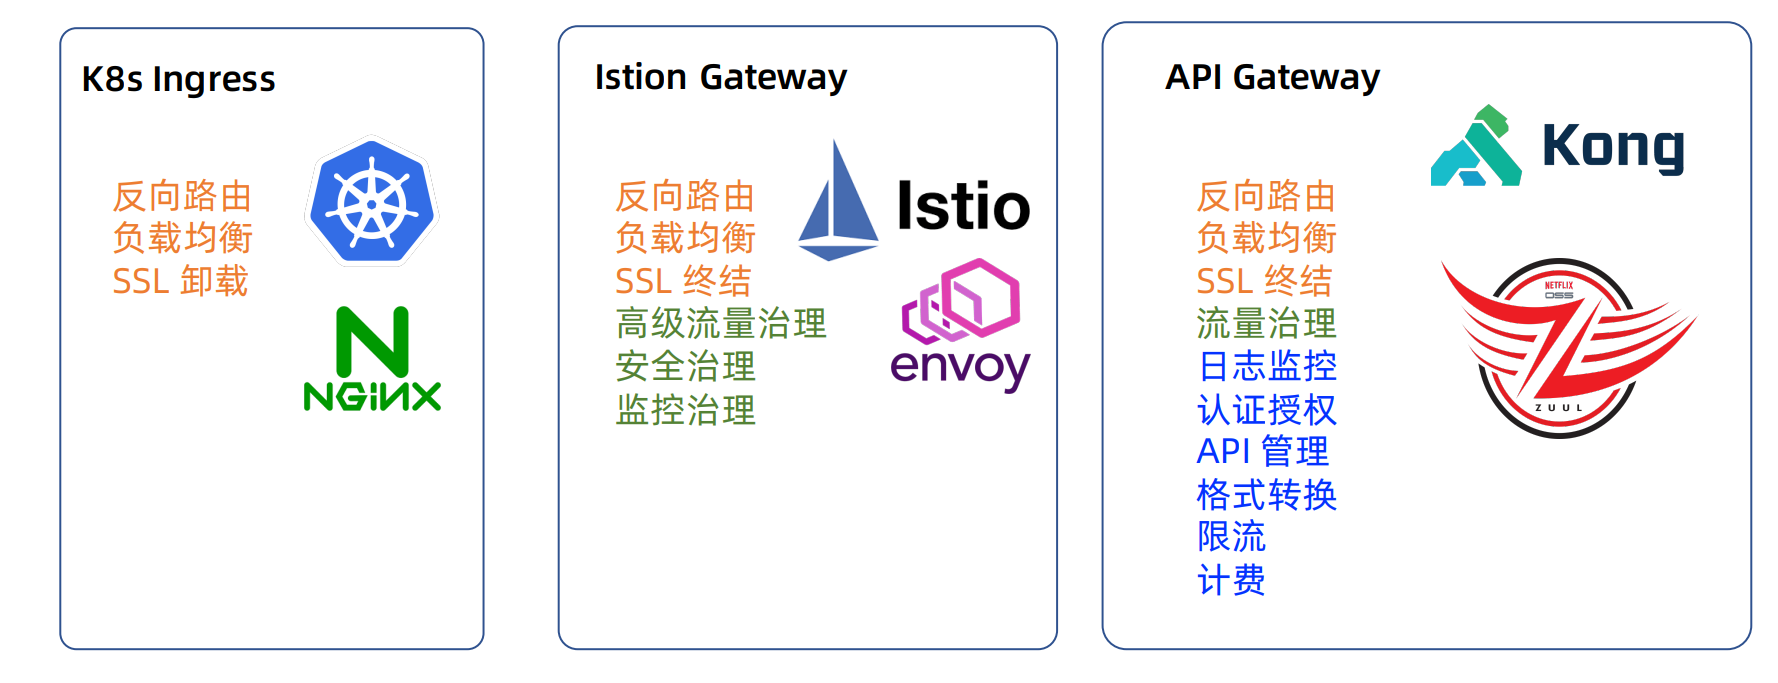 K8s Ingress
反向路由
负载均衡
SSL 卸载
NGiNX
Istion Gateway
反向路由
负载均衡
SSL 终结
高级流量治理
安全治理
监控治理
Istio
envoy
API Gateway
反向路由
负载均衡
SSL 终结
流量治理
日志监控
认证授权
API 管理
格式转换
限流
计费
Kong
NETFLIX
OSS
ZUUL